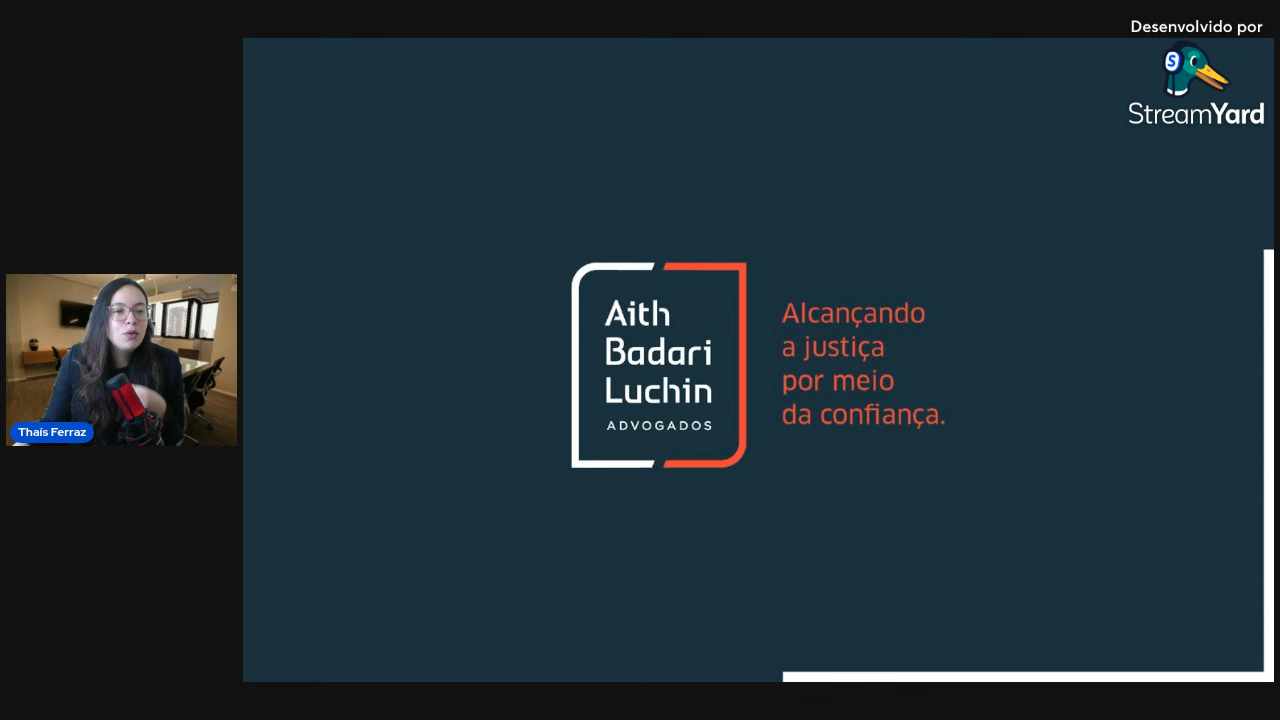 Desenvolvido por
S
StreamYard
Aith
Badari
Luchin
ADVOGADOS
Alcançando
a justiça
por meio
da confiança.
Thaís Ferraz